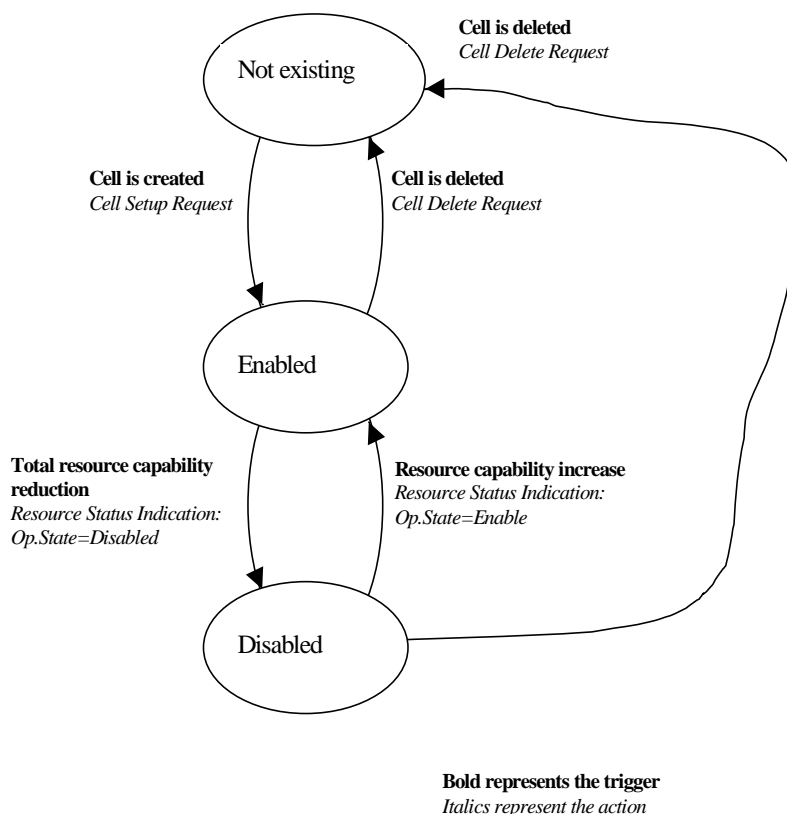 Cell is deleted
Cell Delete Request
Not existing
Cell is created
Cell Setup Request
Cell is deleted
Cell Delete Request
Enabled
Total resource capability
reduction
Resource Status Indication:
Op.State=Disabled
Resource capability increase
Resource Status Indication:
Op.State=Enable
Disabled
Bold represents the trigger
Italics represent the action